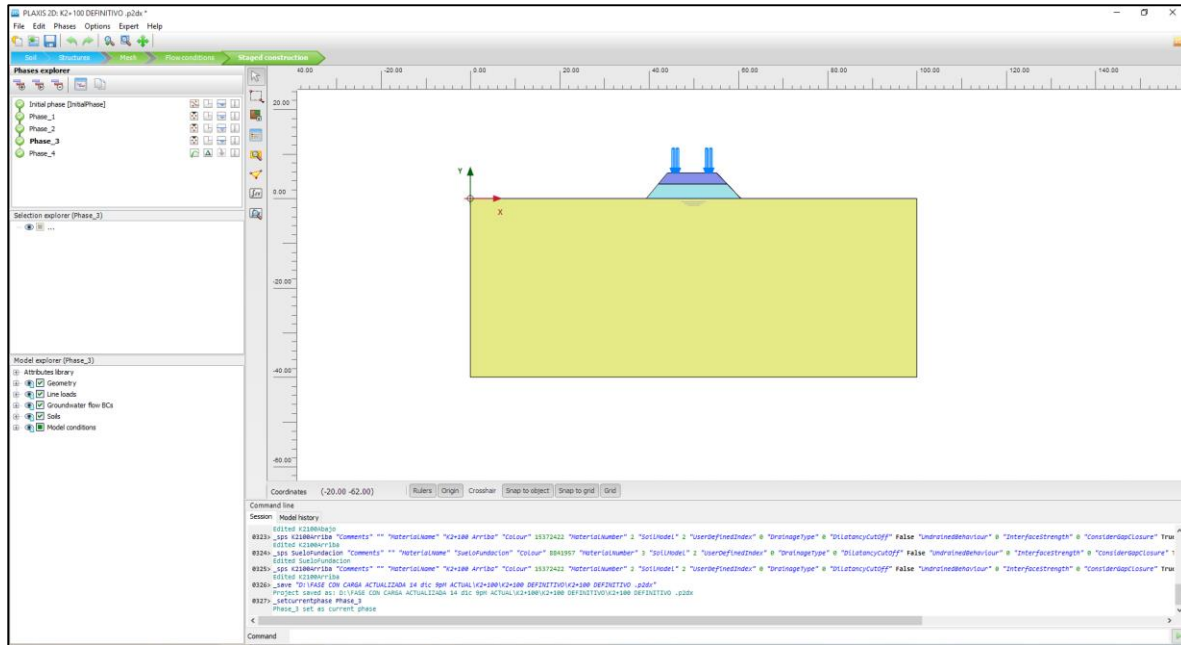 PLAXIS 2D: K2+100 DEFINITIVO .p2dx *
File Edit Phases Options Expert Help
Soil Structures Mesh Flow conditions Staged construction
Phases explorer
Initial phase [InitialPhase]
Phase_1
Phase_2
Phase_3
Phase_4
Selection explorer (Phase_3)
...
Model explorer (Phase_3)
Attributes library
Geometry
Line loads
Groundwater flow BCs
Soils
Model conditions
40.00 -20.00 0.00 20.00 40.00 60.00 80.00 100.00 120.00 140.00
20.00
0.00
-20.00
-40.00
-60.00
Y
X
Coordinates (-20.00 -62.00) Rulers Origin Crosshair Snap to object Snap to grid Grid
Command line
Session Model history
Edited K2100Abajo
0323> _sps K2100Arriba "Comments" "" "MaterialName" "K2+100 Arriba" "Colour" 15372422 "MaterialNumber" 2 "SoilModel" 2 "UserDefinedIndex" 0 "DrainageType" 0 "DilatancyCutOff" False "UndrainedBehaviour" 0 "InterfaceStrength" 0 "ConsiderGapClosure" True
Edited K2100Arriba
0324> _sps SueloFundacion "Comments" "" "MaterialName" "SueloFundacion" "Colour" "MaterialNumber" 2 "SoilModel" 2 "UserDefinedIndex" 0 "DrainageType" 0 "DilatancyCutOff" False "UndrainedBehaviour" 0 "InterfaceStrength" 0 "ConsiderGapClosure"
Edited SueloFundacion
0325> _sps K2100Arriba "Comments" "" "MaterialName" "K2+100 Arriba" "Colour" 15372422 "MaterialNumber" 2 "SoilModel" 2 "UserDefinedIndex" 0 "DrainageType" 0 "DilatancyCutOff" False "UndrainedBehaviour" 0 "InterfaceStrength" 0 "ConsiderGapClosure" True
Edited K2100Arriba
0326> _save "D:\FASE CON CARGA ACTUALIZADA 14 dic 9pH ACTUAL\K2+100\K2+100 DEFINITIVO\K2+100 DEFINITIVO .p2dx"
Project saved as: D:\FASE CON CARGA ACTUALIZADA 14 dic 9pH ACTUAL\K2+100\K2+100 DEFINITIVO\K2+100 DEFINITIVO .p2dx
0327> _setcurrentphase Phase_3
Phase_3 set as current phase
Command